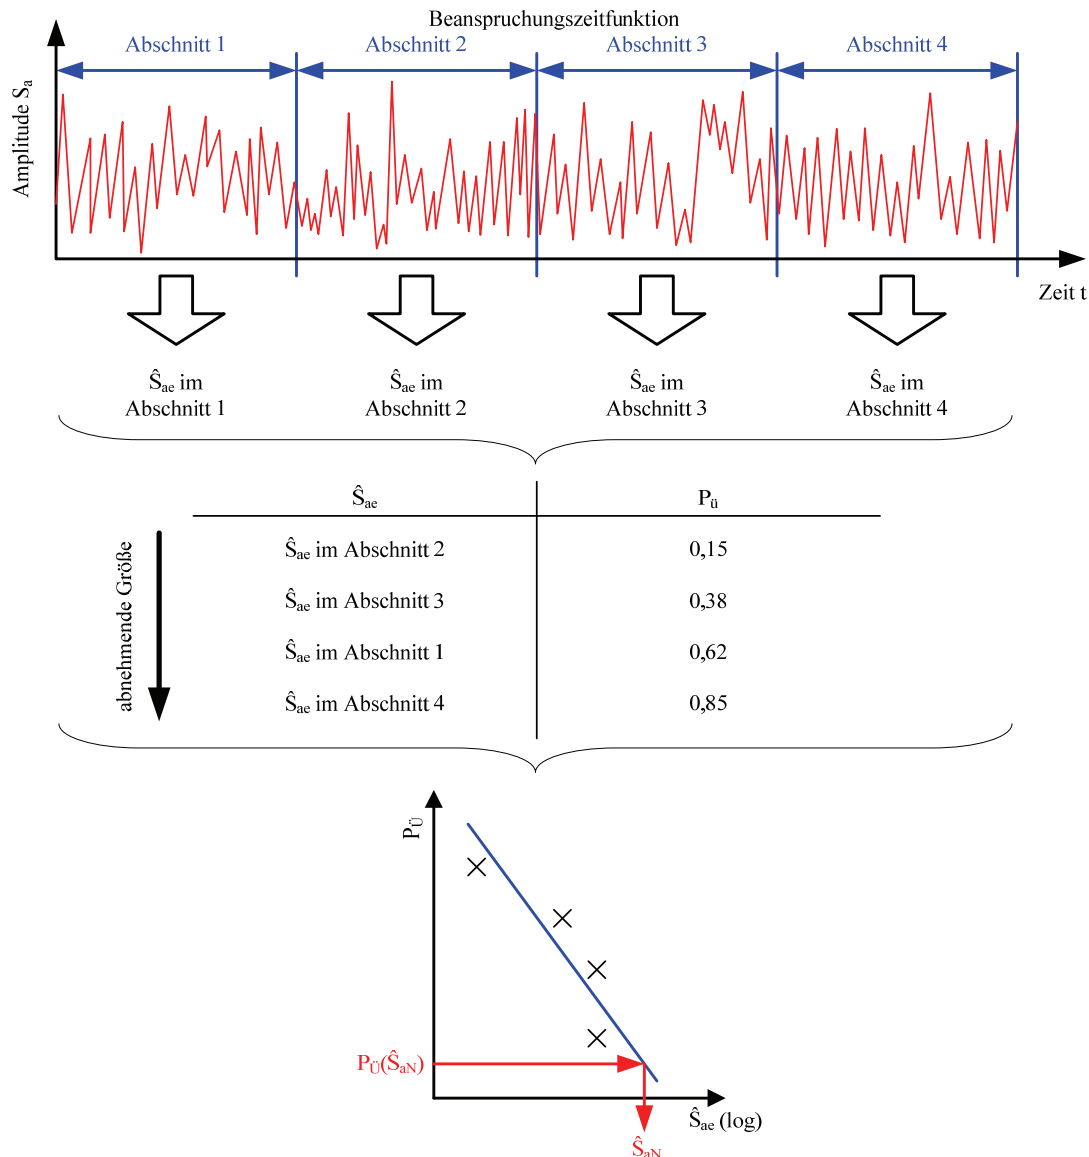 Beanspruchungszeitfunktion
Abschnitt 1
Abschnitt 2
Abschnitt 3
Abschnitt 4
Amplitude Sa
Zeit t
Ŝae im
Abschnitt 1
Ŝae im
Abschnitt 2
Ŝae im
Abschnitt 3
Ŝae im
Abschnitt 4
Ŝae Pü
abnehmende Größe
Ŝae im Abschnitt 2 0,15
Ŝae im Abschnitt 3 0,38
Ŝae im Abschnitt 1 0,62
Ŝae im Abschnitt 4 0,85
PÜ
PÜ(ŜaN)
Ŝae (log)
ŜaN